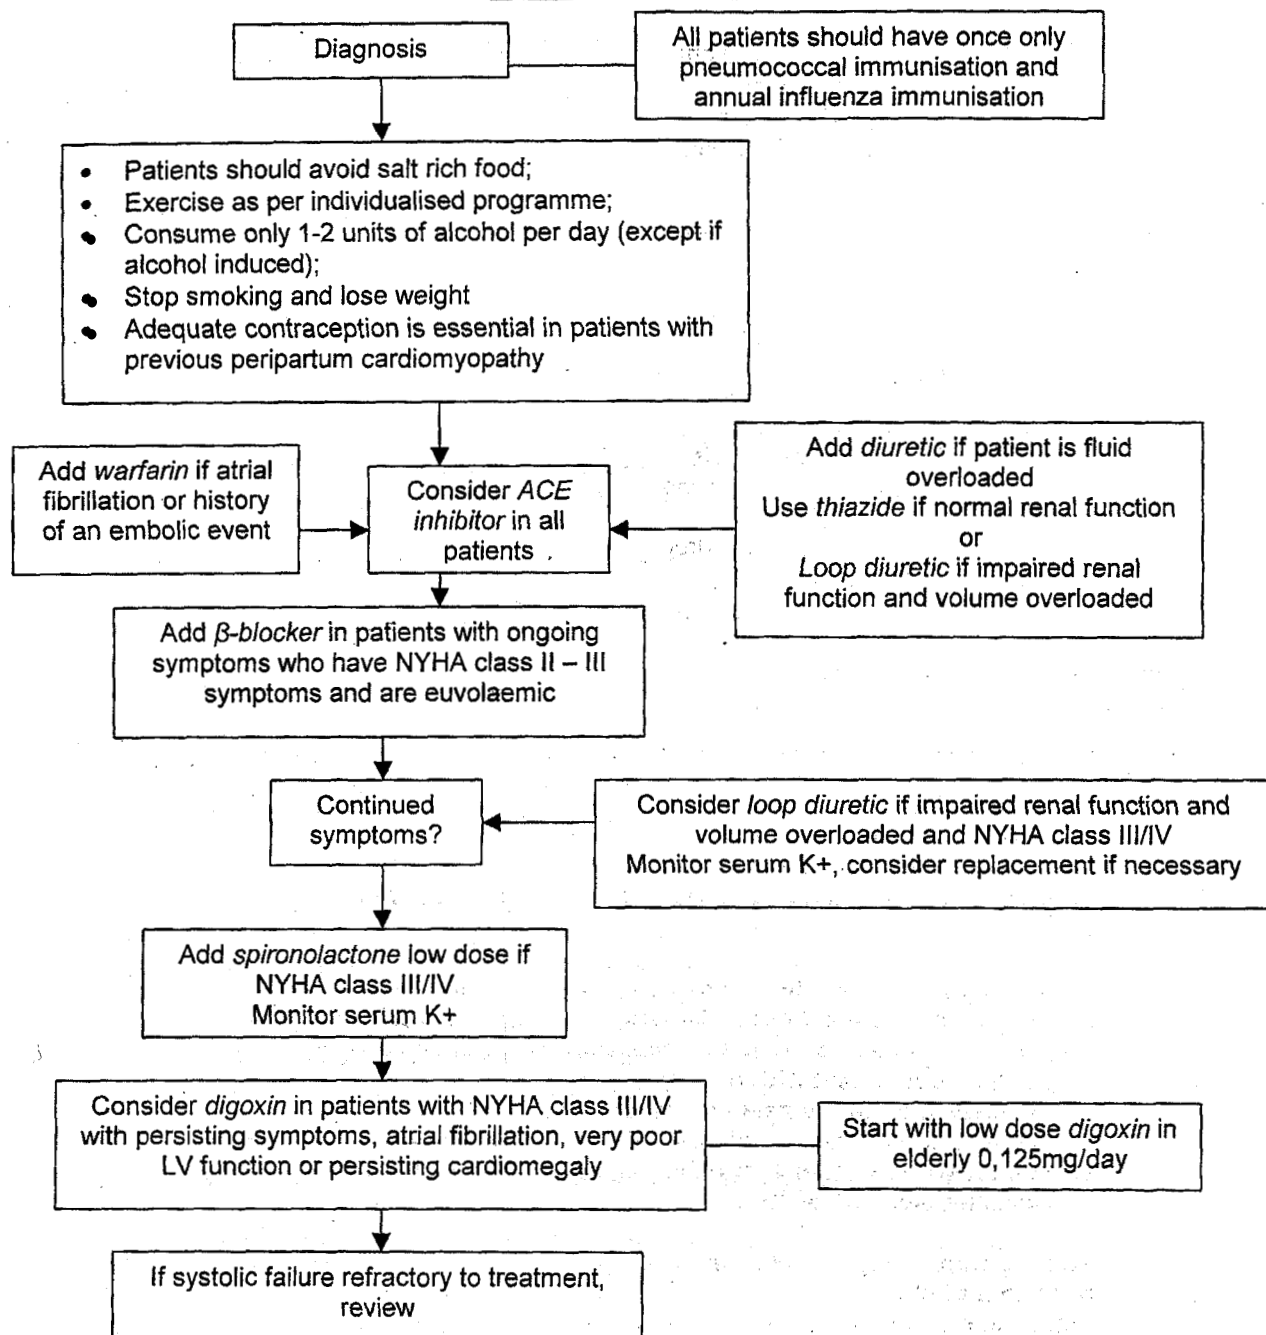 Diagnosis
All patients should have once only
pneumococcal immunisation and
annual influenza immunisation
• Patients should avoid salt rich food;
• Exercise as per individualised programme;
• Consume only 1-2 units of alcohol per day (except if
alcohol induced);
• Stop smoking and lose weight
• Adequate contraception is essential in patients with
previous peripartum cardiomyopathy
Add warfarin if atrial
fibrillation or history
of an embolic event
Consider ACE
inhibitor in all
patients
Add diuretic if patient is fluid
overloaded
Use thiazide if normal renal function
or
Loop diuretic if impaired renal
function and volume overloaded
Add β-blocker in patients with ongoing
symptoms who have NYHA class II – III
symptoms and are euvolaemic
Continued
symptoms?
Consider loop diuretic if impaired renal function and
volume overloaded and NYHA class III/IV
Monitor serum K+, consider replacement if necessary
Add spironolactone low dose if
NYHA class III/IV
Monitor serum K+
Consider digoxin in patients with NYHA class III/IV
with persisting symptoms, atrial fibrillation, very poor
LV function or persisting cardiomegaly
Start with low dose digoxin in
elderly 0,125mg/day
If systolic failure refractory to treatment,
review